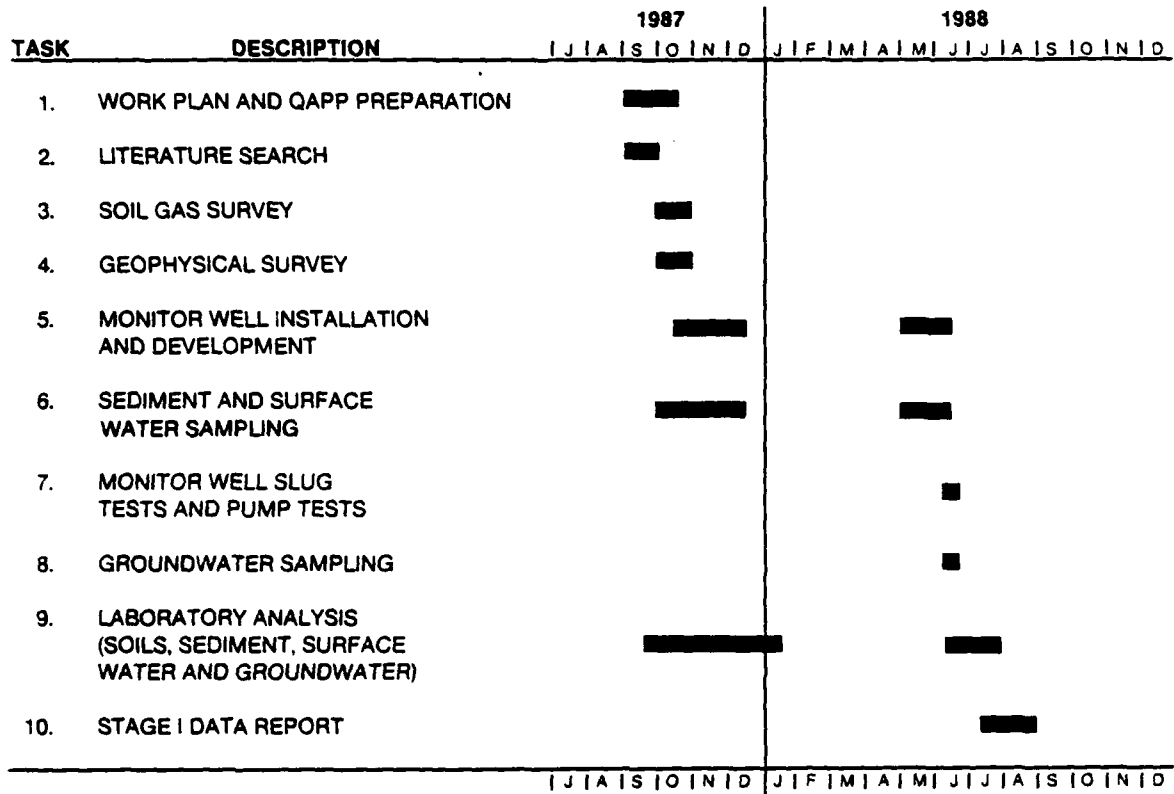 1987 1988
TASK DESCRIPTION | J | A | S | O | N | D | J | F | M | A | M | J | J | A | S | O | N | D
1. WORK PLAN AND QAPP PREPARATION
2. LITERATURE SEARCH
3. SOIL GAS SURVEY
4. GEOPHYSICAL SURVEY
5. MONITOR WELL INSTALLATION
AND DEVELOPMENT
6. SEDIMENT AND SURFACE
WATER SAMPLING
7. MONITOR WELL SLUG
TESTS AND PUMP TESTS
8. GROUNDWATER SAMPLING
9. LABORATORY ANALYSIS
(SOILS, SEDIMENT, SURFACE
WATER AND GROUNDWATER)
10. STAGE I DATA REPORT
| J | A | S | O | N | D | J | F | M | A | M | J | J | A | S | O | N | D